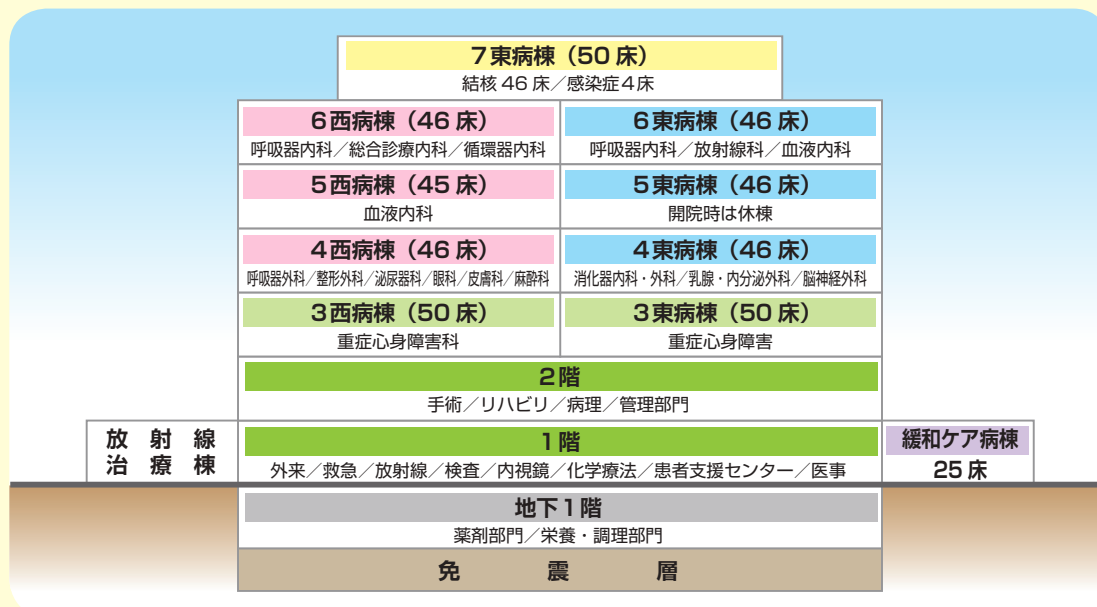 7東病棟（50床）
結核46床／感染症4床
6西病棟（46床）
呼吸器内科／総合診療内科／循環器内科
6東病棟（46床）
呼吸器内科／放射線科／血液内科
5西病棟（45床）
血液内科
5東病棟（46床）
開院時は休棟
4西病棟（46床）
呼吸器外科／整形外科／泌尿器科／眼科／皮膚科／麻酔科
4東病棟（46床）
消化器内科・外科／乳腺・内分泌外科／脳神経外科
3西病棟（50床）
重症心身障害科
3東病棟（50床）
重症心身障害
2階
手術／リハビリ／病理／管理部門
放射線
治療棟
1階
外来／救急／放射線／検査／内視鏡／化学療法／患者支援センター／医事
緩和ケア病棟
25床
地下1階
薬剤部門／栄養・調理部門
免震層